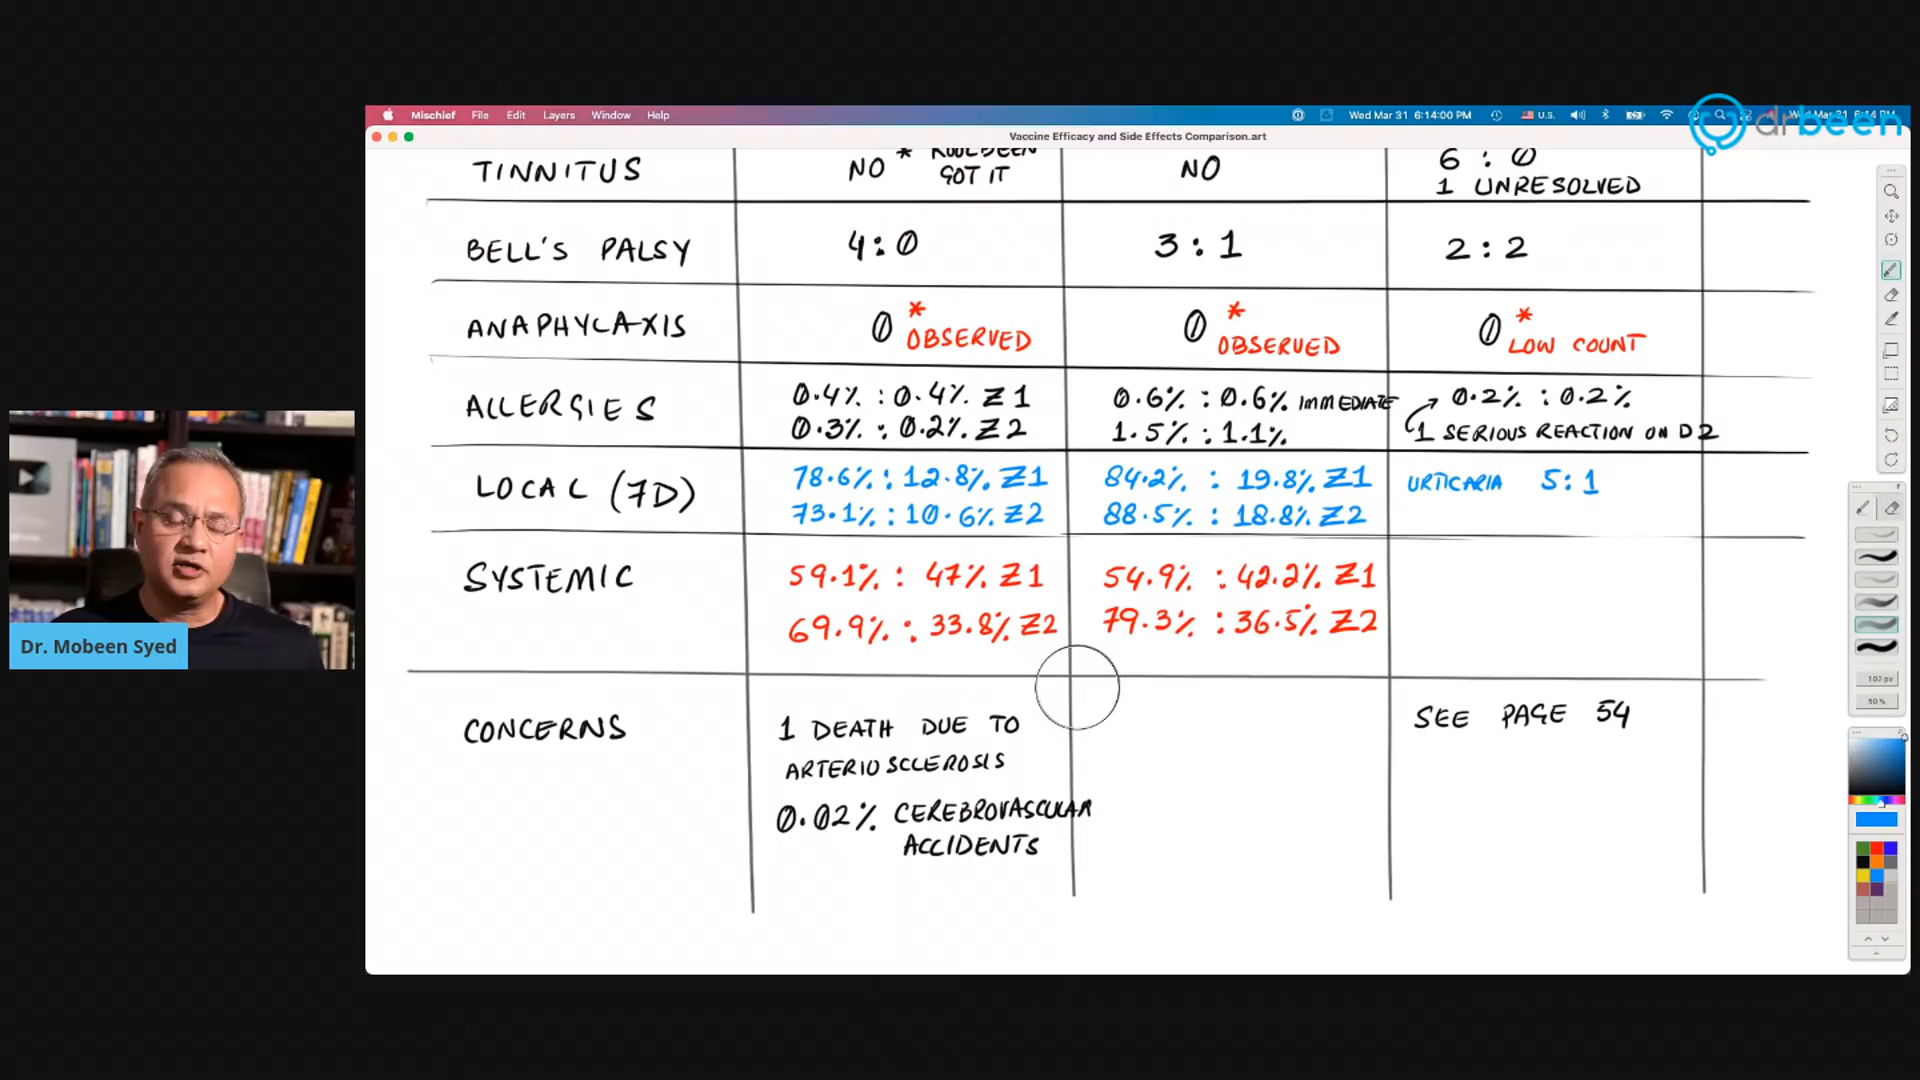 Mischief File Edit Layers Window Help U.S. Wed Mar 31 6:14:00 PM
drbeen
Vaccine Efficacy and Side Effects Comparison.art
TINNITUS NO * GOT IT NO 6 : 0
1 UNRESOLVED
BELL'S PALSY 4:0 3:1 2:2
ANAPHYLAXIS 0 * OBSERVED 0 * OBSERVED 0 * LOW COUNT
ALLERGIES 0.4% : 0.4% Z1 0.6% : 0.6% IMMEDIATE 0.2% : 0.2%
0.3% : 0.2% Z2 1.5% : 1.1% 1 SERIOUS REACTION ON D2
LOCAL (7D) 78.6% : 12.8% Z1 84.2% : 19.8% Z1 URTICARIA 5:1
73.1% : 10.6% Z2 88.5% : 18.8% Z2
SYSTEMIC 59.1% : 47% Z1 54.9% : 42.2% Z1
69.9% : 33.8% Z2 79.3% : 36.5% Z2
CONCERNS 1 DEATH DUE TO SEE PAGE 54
ARTERIOSCLEROSIS
0.02% CEREBROVASCULAR
ACCIDENTS
Dr. Mobeen Syed
102 px
50 %